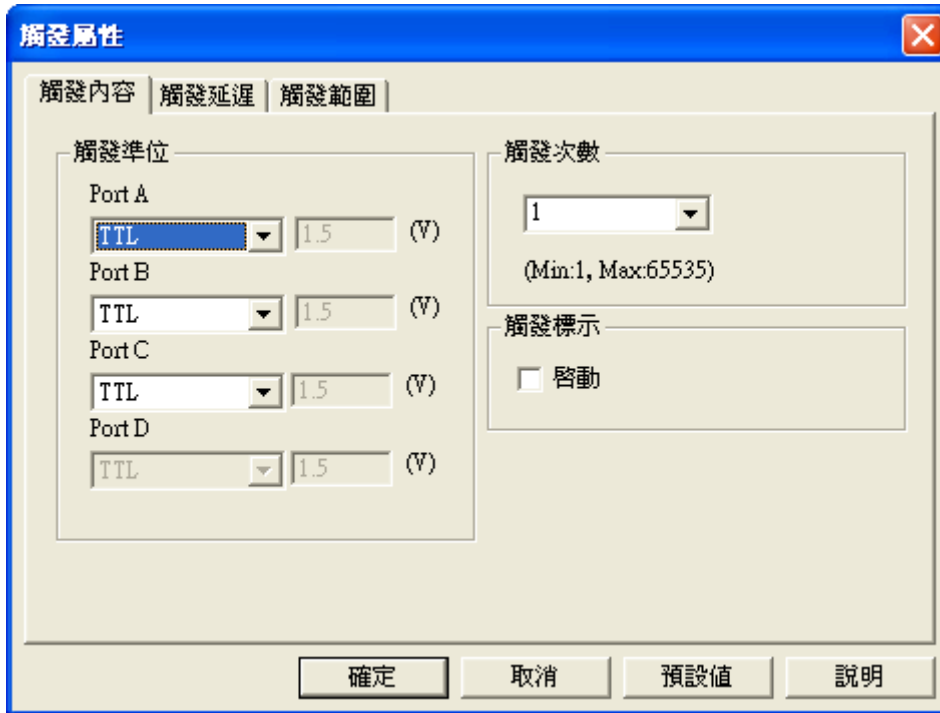 觸發屬性
觸發內容 觸發延遲 觸發範圍
觸發準位
Port A
TTL 1.5 (V)
Port B
TTL 1.5 (V)
Port C
TTL 1.5 (V)
Port D
TTL 1.5 (V)
觸發次數
1
(Min:1, Max:65535)
觸發標示
啓動
確定 取消 預設值 說明